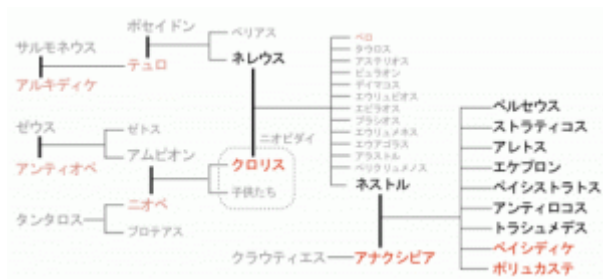 ポセイドン
サルモネウス
アルキディケ
テュロ
ペリアス
ネレウス
ゼウス
アンティオペ
ゼトス
アムピオン
ニオビダイ
クロリス
子供たち
タンタロス
ニオベ
ブロテアス
ペロ
タウロス
アステリオス
ピュラオン
デイマコス
エウリュビオス
エピラオス
プラシオス
エウリュメネス
エウアゴラス
アラストル
ペリクリュメノス
ネストル
クラウティエス
アナクシビア
ペルセウス
ストラティコス
アレトス
エケプロン
ペイシストラトス
アンティロコス
トラシュメデス
ペイシディケ
ポリュカステ